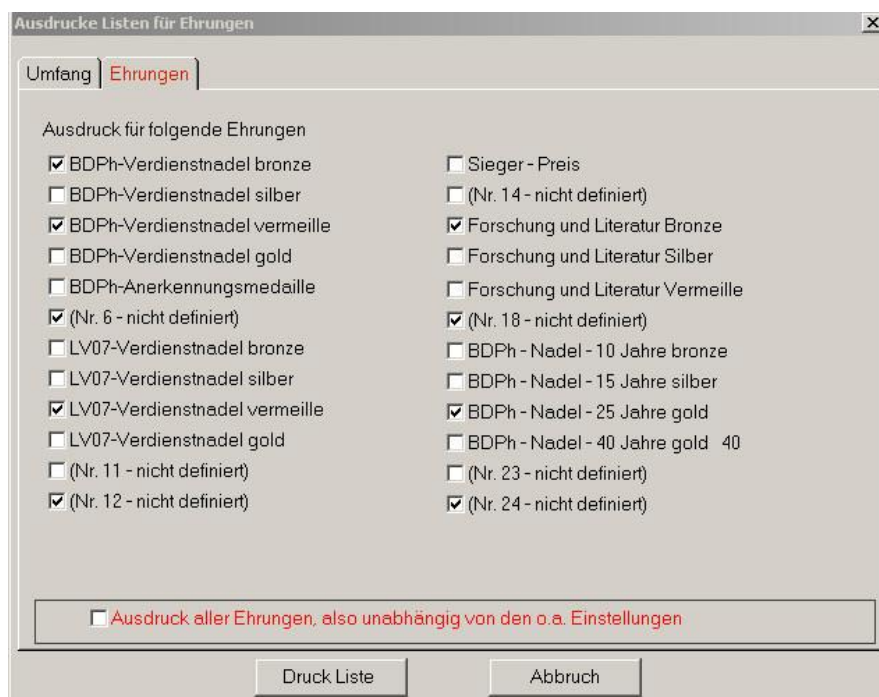 Ausdrucke Listen für Ehrungen
Umfang
Ehrungen
Ausdruck für folgende Ehrungen
BDPh-Verdienstnadel bronze
BDPh-Verdienstnadel silber
BDPh-Verdienstnadel vermeille
BDPh-Verdienstnadel gold
BDPh-Anerkennungsmedaille
(Nr. 6 - nicht definiert)
LV07-Verdienstnadel bronze
LV07-Verdienstnadel silber
LV07-Verdienstnadel vermeille
LV07-Verdienstnadel gold
(Nr. 11 - nicht definiert)
(Nr. 12 - nicht definiert)
Sieger - Preis
(Nr. 14 - nicht definiert)
Forschung und Literatur Bronze
Forschung und Literatur Silber
Forschung und Literatur Vermeille
(Nr. 18 - nicht definiert)
BDPh - Nadel - 10 Jahre bronze
BDPh - Nadel - 15 Jahre silber
BDPh - Nadel - 25 Jahre gold
BDPh - Nadel - 40 Jahre gold 40
(Nr. 23 - nicht definiert)
(Nr. 24 - nicht definiert)
Ausdruck aller Ehrungen, also unabhängig von den o.a. Einstellungen
Druck Liste
Abbruch